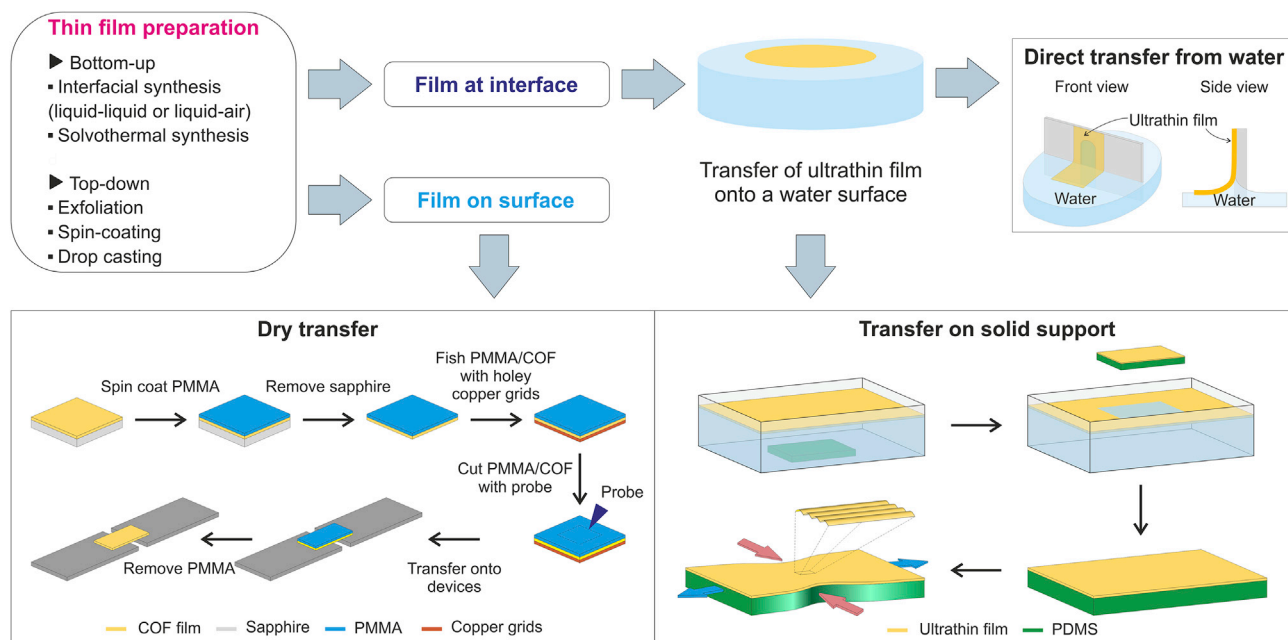 Thin film preparation
▶ Bottom-up
▪ Interfacial synthesis
(liquid-liquid or liquid-air)
▪ Solvothermal synthesis
▶ Top-down
▪ Exfoliation
▪ Spin-coating
▪ Drop casting
Film at interface
Film on surface
Transfer of ultrathin film
onto a water surface
Direct transfer from water
Front view
Side view
Ultrathin film
Water
Water
Dry transfer
Spin coat PMMA
Remove sapphire
Fish PMMA/COF
with holey
copper grids
Cut PMMA/COF
with probe
Probe
Transfer onto
devices
Remove PMMA
COF film
Sapphire
PMMA
Copper grids
Transfer on solid support
Ultrathin film
PDMS